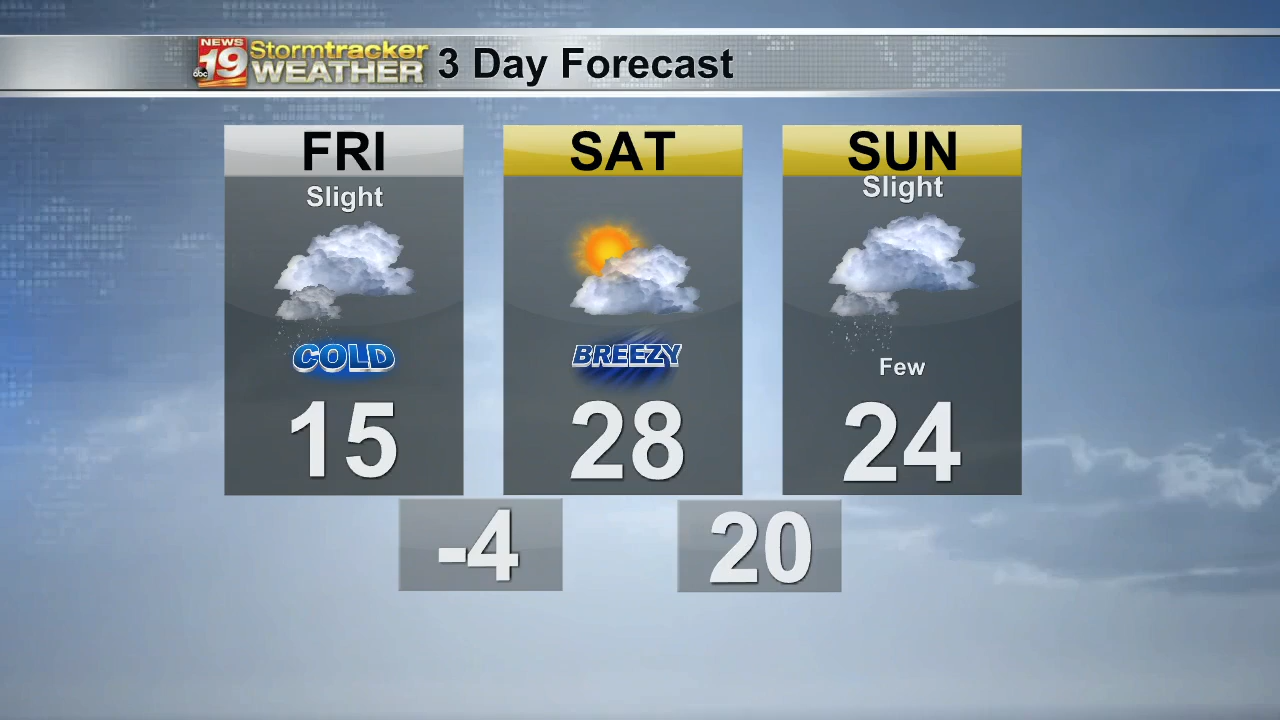 NEWS
abc 19
Stormtracker
WEATHER
3 Day Forecast
FRI
Slight
COLD
15
SAT
BREEZY
28
SUN
Slight
Few
24
-4
20